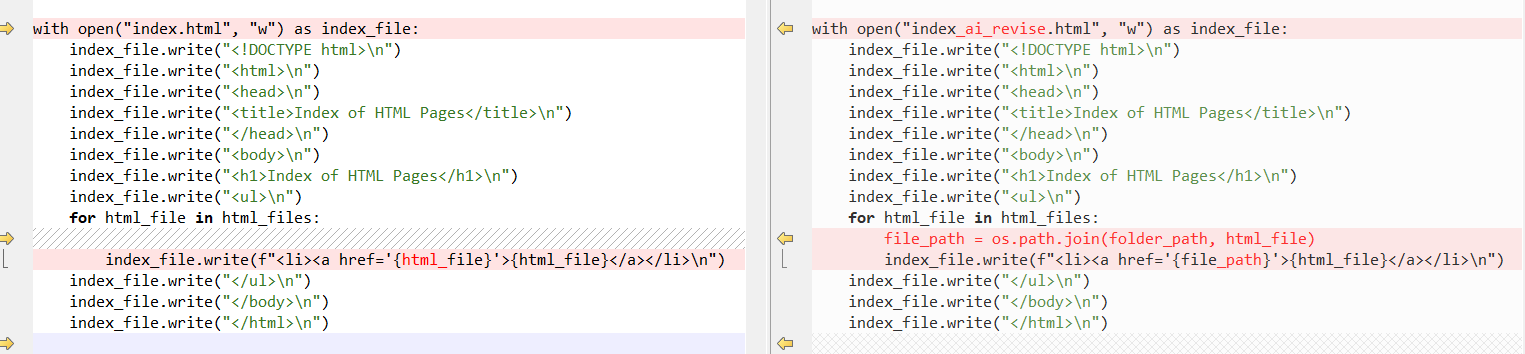 with open("index.html", "w") as index_file:
    index_file.write("<!DOCTYPE html>\n")
    index_file.write("<html>\n")
    index_file.write("<head>\n")
    index_file.write("<title>Index of HTML Pages</title>\n")
    index_file.write("</head>\n")
    index_file.write("<body>\n")
    index_file.write("<h1>Index of HTML Pages</h1>\n")
    index_file.write("<ul>\n")
    for html_file in html_files:
        index_file.write(f"<li><a href='{html_file}'>{html_file}</a></li>\n")
    index_file.write("</ul>\n")
    index_file.write("</body>\n")
    index_file.write("</html>\n")
with open("index_ai_revise.html", "w") as index_file:
    index_file.write("<!DOCTYPE html>\n")
    index_file.write("<html>\n")
    index_file.write("<head>\n")
    index_file.write("<title>Index of HTML Pages</title>\n")
    index_file.write("</head>\n")
    index_file.write("<body>\n")
    index_file.write("<h1>Index of HTML Pages</h1>\n")
    index_file.write("<ul>\n")
    for html_file in html_files:
        file_path = os.path.join(folder_path, html_file)
        index_file.write(f"<li><a href='{file_path}'>{html_file}</a></li>\n")
    index_file.write("</ul>\n")
    index_file.write("</body>\n")
    index_file.write("</html>\n")